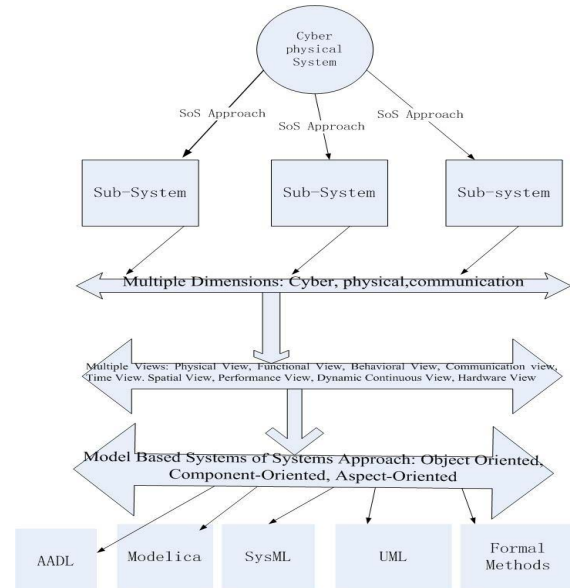 Cyber
physical
System
SoS Approach
SoS Approach
SoS Approach
Sub-System
Sub-System
Sub-system
Multiple Dimensions: Cyber, physical,communication
Multiple Views: Physical View, Functional View, Behavioral View, Communication view,
Time View. Spatial View, Performance View, Dynamic Continuous View, Hardware View
Model Based Systems of Systems Approach: Object Oriented,
Component-Oriented, Aspect-Oriented
AADL
Modelica
SysML
UML
Formal
Methods